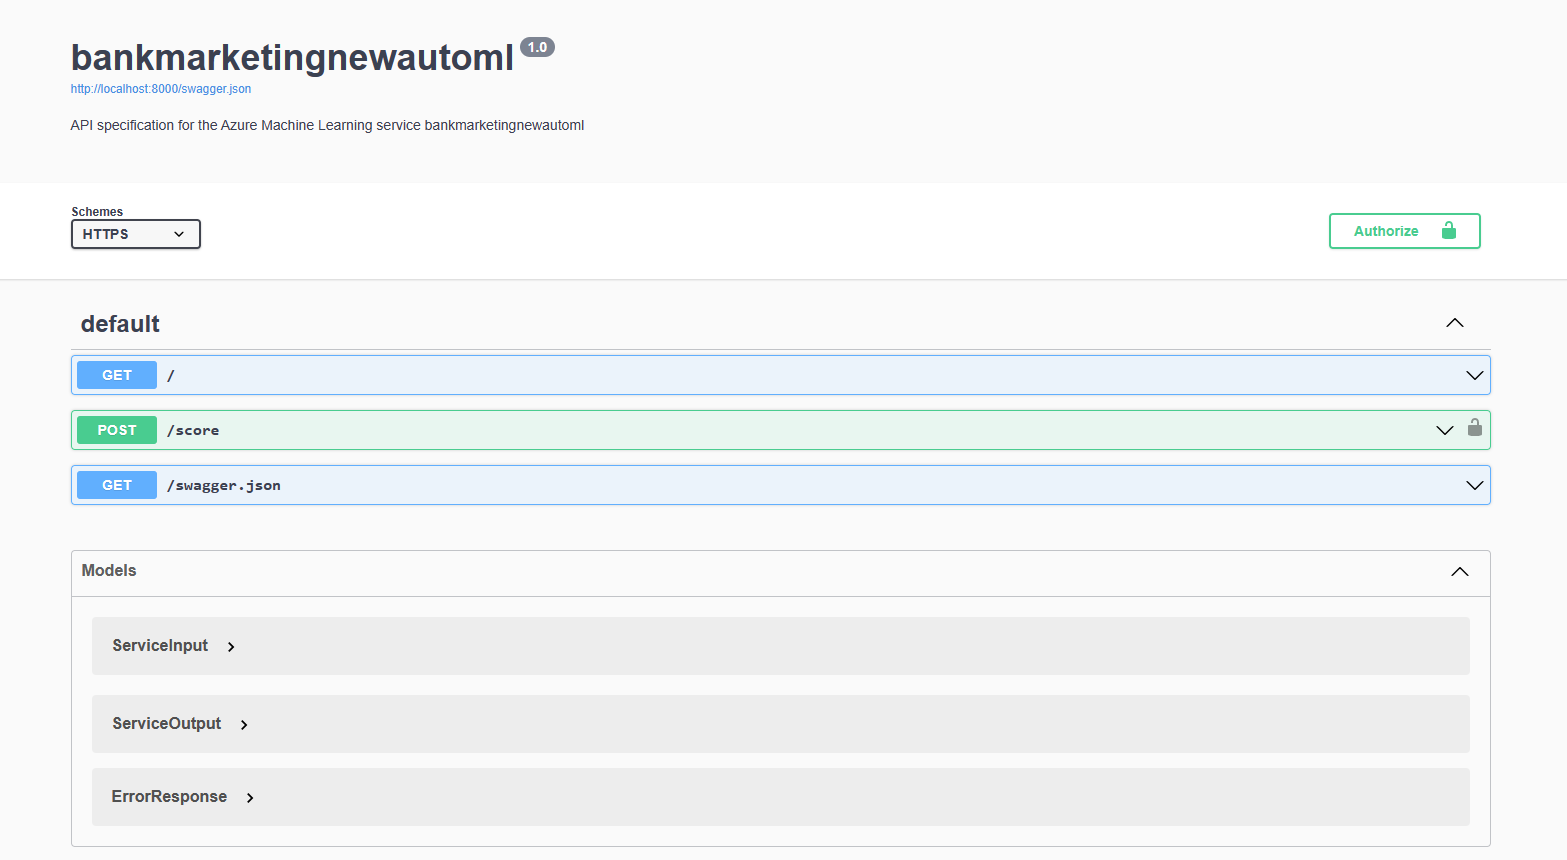 bankmarketingnewautoml 1.0
http://localhost:8000/swagger.json
API specification for the Azure Machine Learning service bankmarketingnewautoml
Schemes
HTTPS
Authorize
default
GET /
POST /score
GET /swagger.json
Models
ServiceInput
ServiceOutput
ErrorResponse